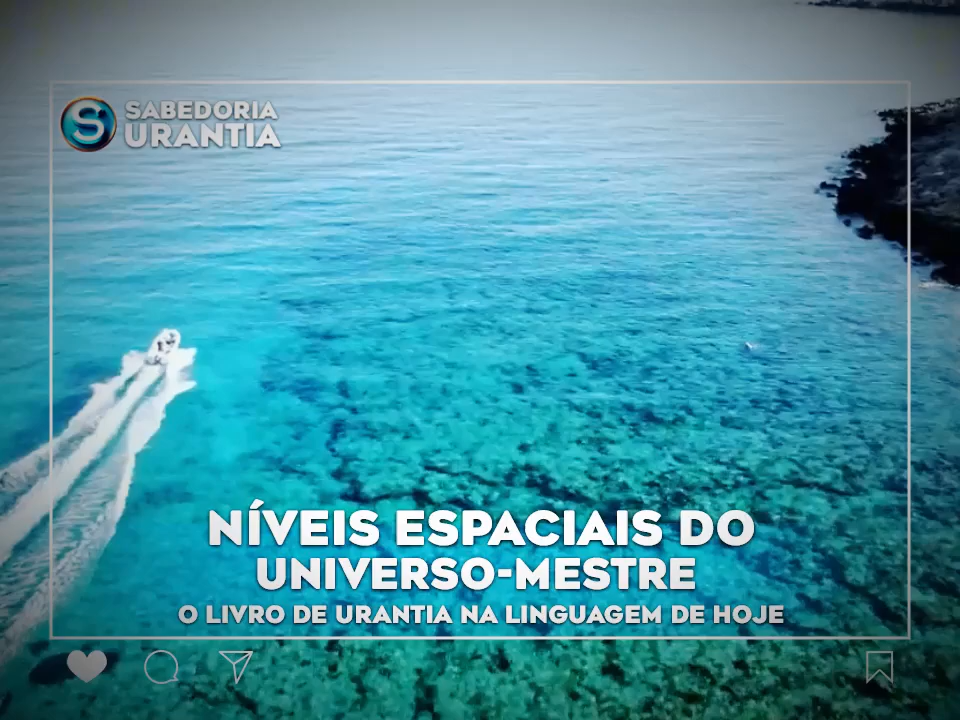 SABEDORIA
URANTIA
NÍVEIS ESPACIAIS DO
UNIVERSO-MESTRE
O LIVRO DE URANTIA NA LINGUAGEM DE HOJE